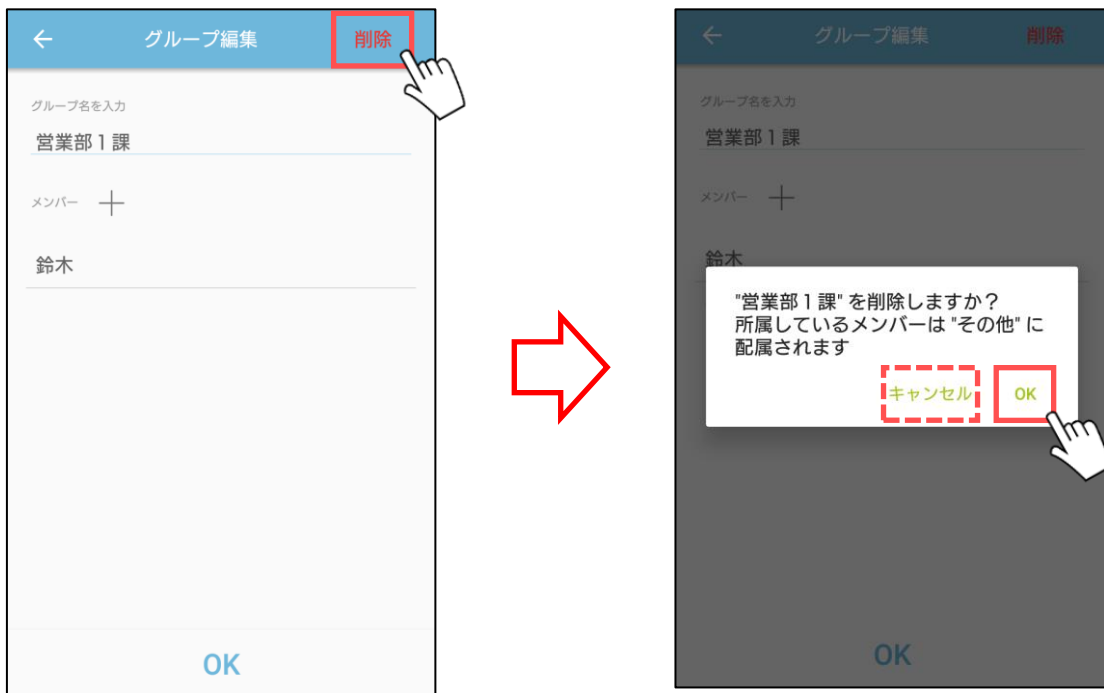 グループ編集 削除
グループ名を入力
営業部１課
メンバー
鈴木
OK
グループ編集 削除
グループ名を入力
営業部１課
メンバー
鈴木
"営業部１課" を削除しますか？
所属しているメンバーは "その他" に
配属されます
キャンセル OK
OK